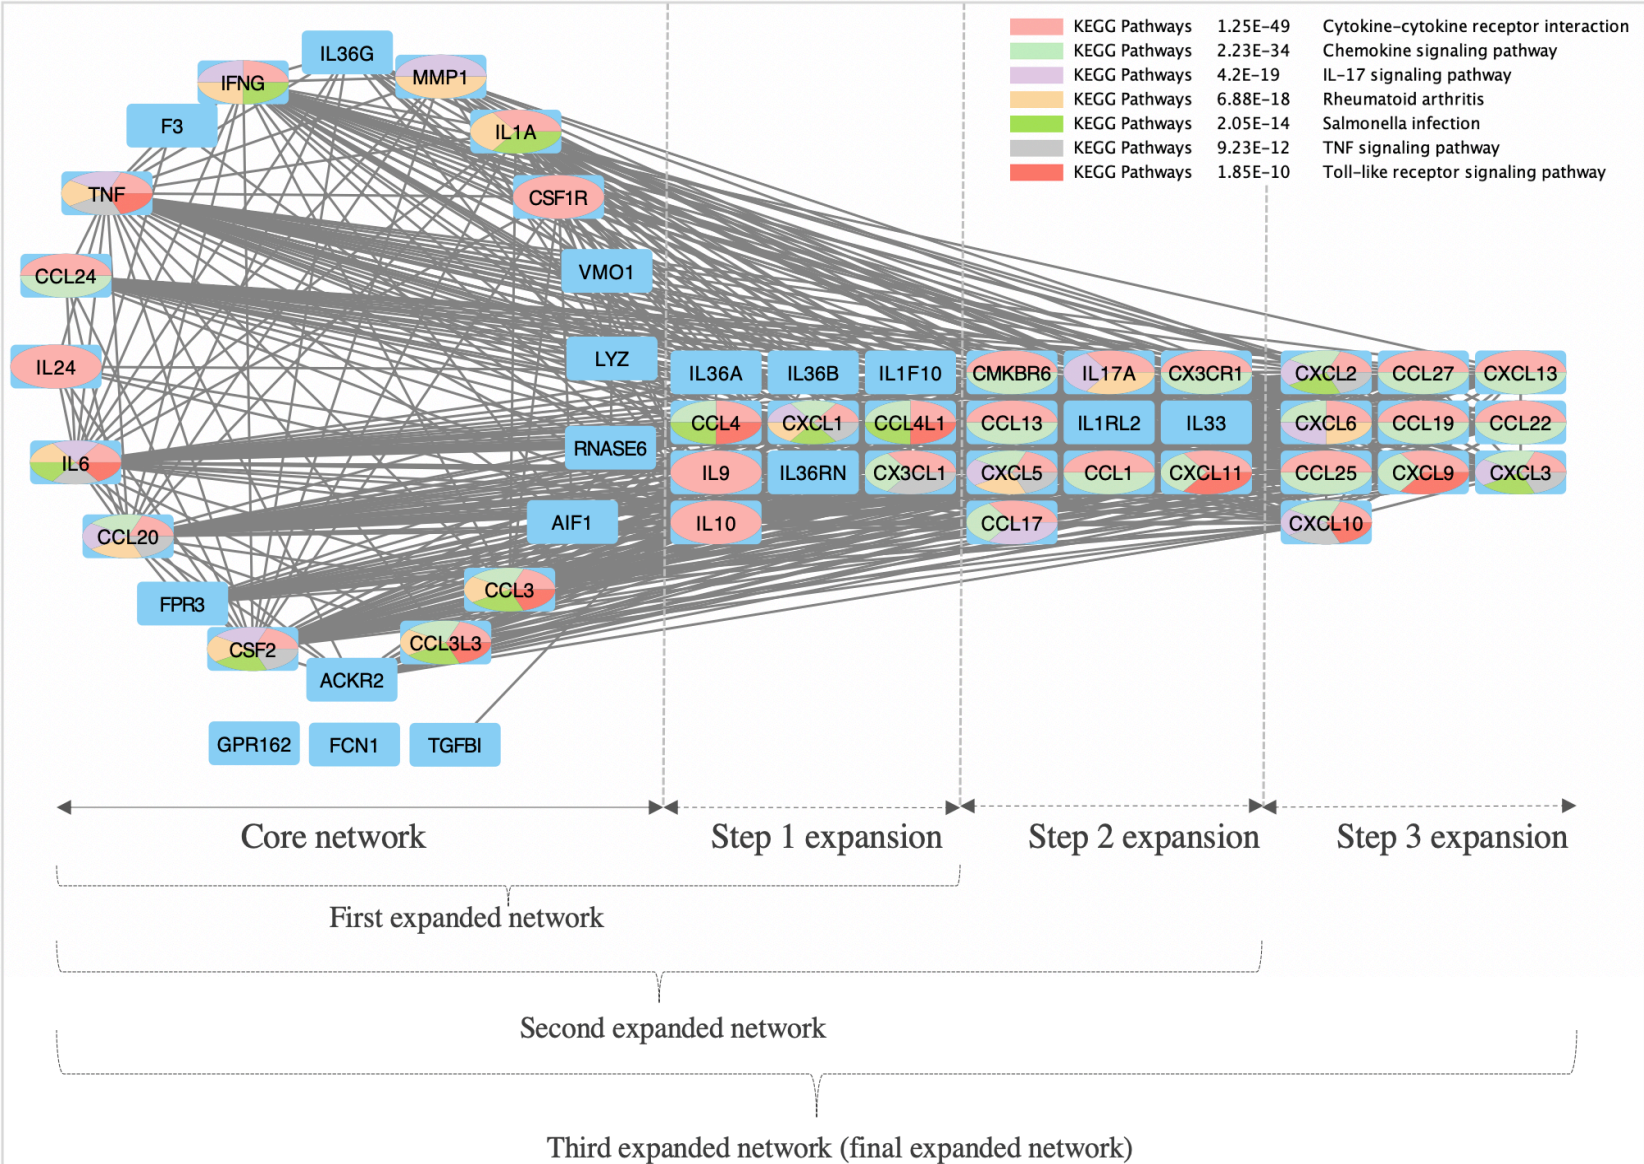 KEGG Pathways 1.25E-49 Cytokine-cytokine receptor interaction
KEGG Pathways 2.23E-34 Chemokine signaling pathway
KEGG Pathways 4.2E-19 IL-17 signaling pathway
KEGG Pathways 6.88E-18 Rheumatoid arthritis
KEGG Pathways 2.05E-14 Salmonella infection
KEGG Pathways 9.23E-12 TNF signaling pathway
KEGG Pathways 1.85E-10 Toll-like receptor signaling pathway
IL36G
IFNG
MMP1
F3
IL1A
TNF
CSF1R
CCL24
VMO1
IL24
LYZ
RNASE6
IL6
AIF1
CCL20
CCL3
FPR3
CSF2
CCL3L3
ACKR2
GPR162 FCN1 TGFBI
IL36A IL36B IL1F10 CMKBR6 IL17A CX3CR1 CXCL2 CCL27 CXCL13
CCL4 CXCL1 CCL4L1 CCL13 IL1RL2 IL33 CXCL6 CCL19 CCL22
IL9 IL36RN CX3CL1 CXCL5 CCL1 CXCL11 CCL25 CXCL9 CXCL3
IL10 CCL17 CXCL10
Core network Step 1 expansion Step 2 expansion Step 3 expansion
First expanded network
Second expanded network
Third expanded network (final expanded network)